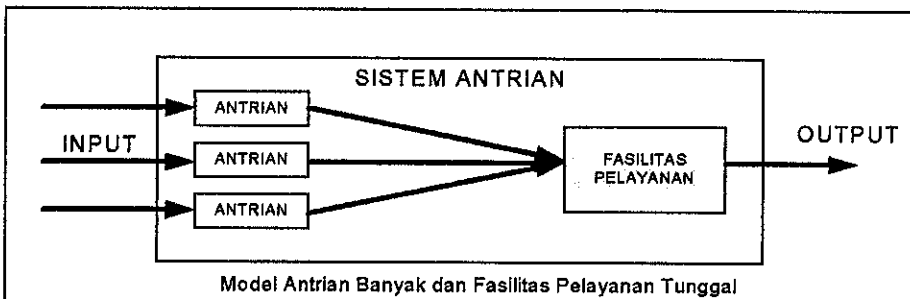 SISTEM ANTRIAN
ANTRIAN
INPUT
ANTRIAN
ANTRIAN
FASILITAS
PELAYANAN
OUTPUT
Model Antrian Banyak dan Fasilitas Pelayanan Tunggal